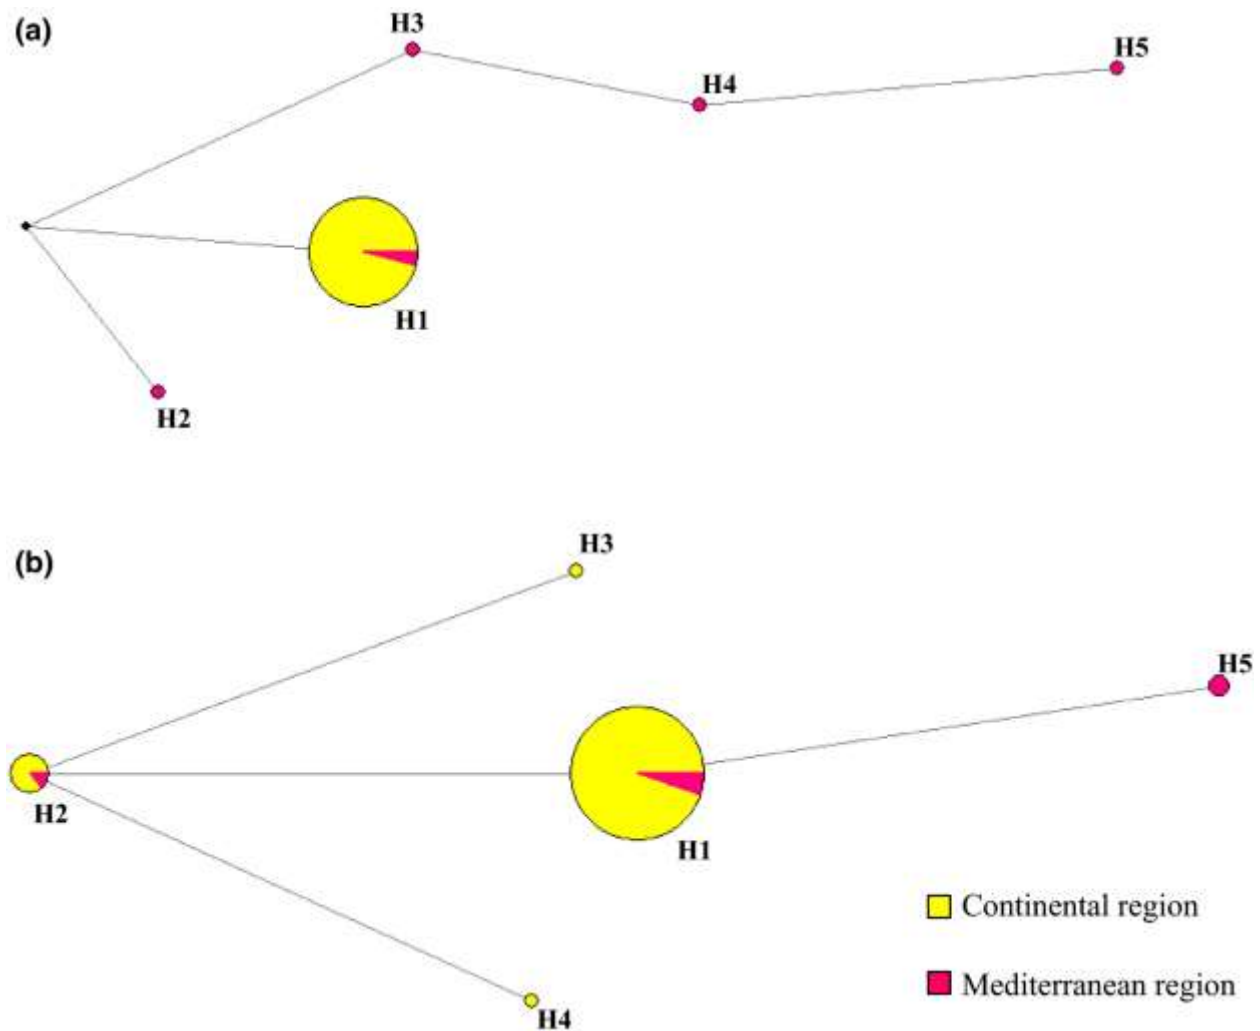 (a)
H3
H5
H4
H1
H2
(b)
H3
H5
H2
H1
Continental region
Mediterranean region
H4